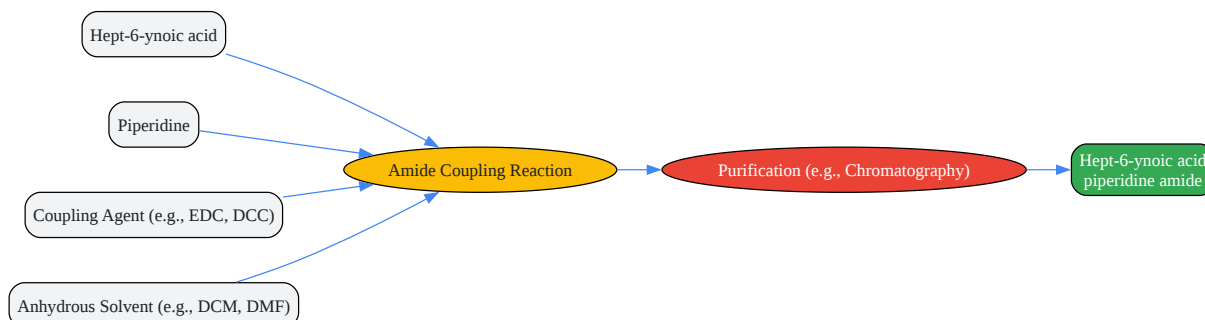 Hept-6-ynoic acid
Piperidine
Coupling Agent (e.g., EDC, DCC)
Anhydrous Solvent (e.g., DCM, DMF)
Amide Coupling Reaction
Purification (e.g., Chromatography)
Hept-6-ynoic acid
piperidine amide